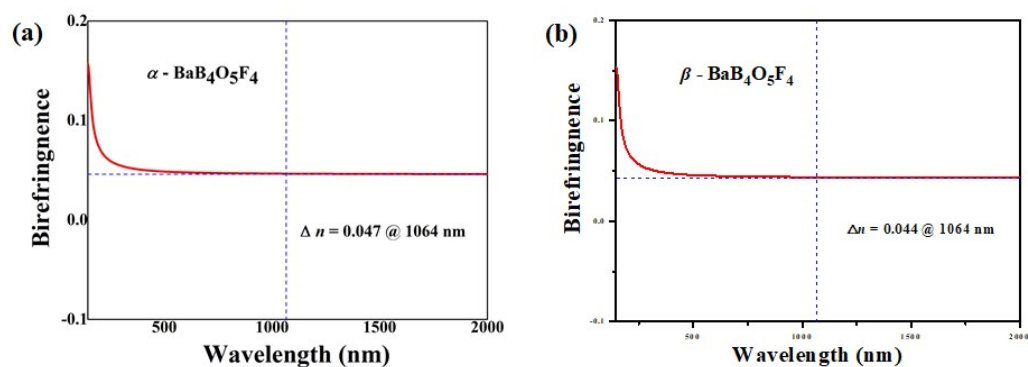 (a)
0.2
0.1
0.0
-0.1
Birefringnence
α - BaB4O5F4
Δ n = 0.047 @ 1064 nm
500
1000
1500
2000
Wavelength (nm)
(b)
0.2
0.1
0.0
-0.1
Birefringnence
β - BaB4O5F4
Δn = 0.044 @ 1064 nm
500
1000
1500
2000
Wavelength (nm)